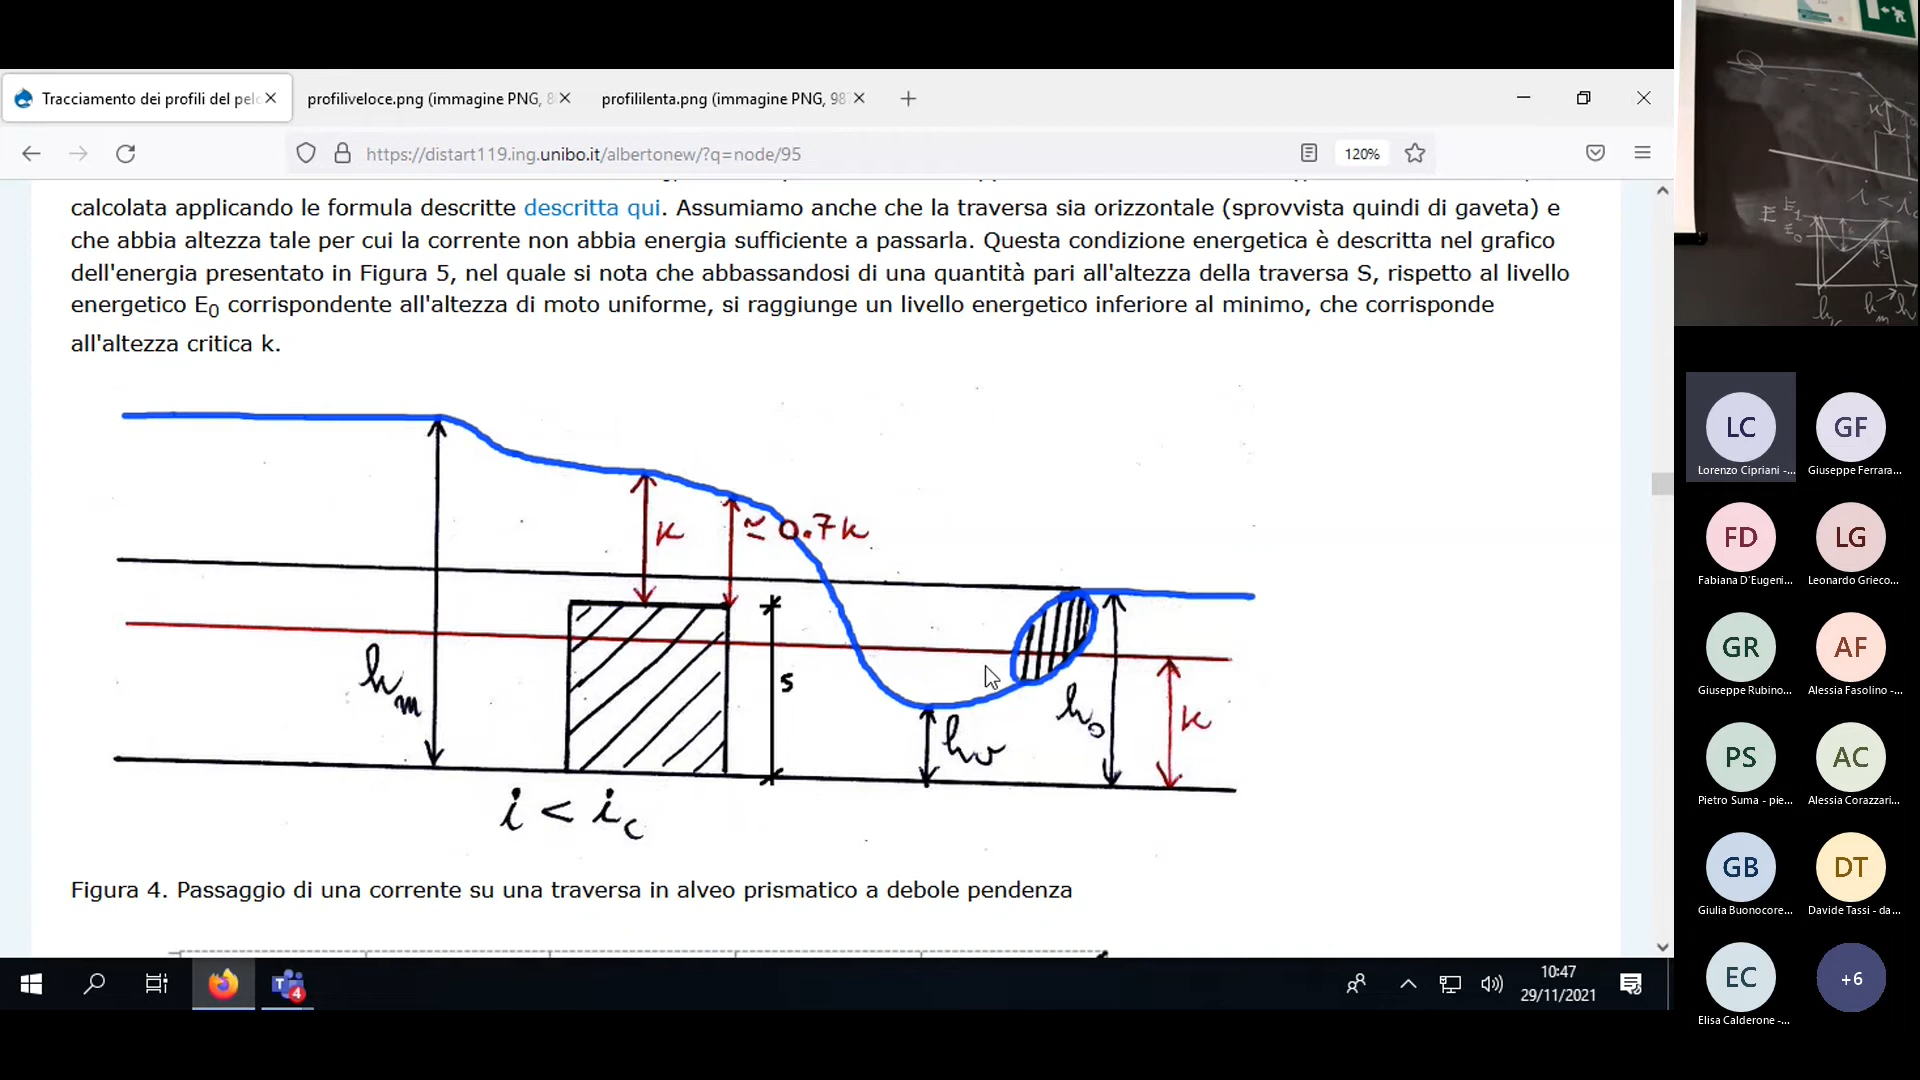 Tracciamento dei profili del pelo
profiliveloce.png (immagine PNG, 8
profililenta.png (immagine PNG, 98
https://distart119.ing.unibo.it/albertonew/?q=node/95
120%
calcolata applicando le formula descritte descritta qui. Assumiamo anche che la traversa sia orizzontale (sprovvista quindi di gaveta) e
che abbia altezza tale per cui la corrente non abbia energia sufficiente a passarla. Questa condizione energetica è descritta nel grafico
dell'energia presentato in Figura 5, nel quale si nota che abbassandosi di una quantità pari all'altezza della traversa S, rispetto al livello
energetico E0 corrispondente all'altezza di moto uniforme, si raggiunge un livello energetico inferiore al minimo, che corrisponde
all'altezza critica k.
k
≃ 0.7k
hm
s
hv
h0
k
i < ic
Figura 4. Passaggio di una corrente su una traversa in alveo prismatico a debole pendenza
4
10:47
29/11/2021
i < ic
E
E1
E0
s
s
hm
h
LC
Lorenzo Cipriani -...
GF
Giuseppe Ferrara...
FD
Fabiana D'Eugeni...
LG
Leonardo Grieco...
GR
Giuseppe Rubino...
AF
Alessia Fasolino -...
PS
Pietro Suma - pie...
AC
Alessia Corazzari...
GB
Giulia Buonocore...
DT
Davide Tassi - da...
EC
Elisa Calderone -...
+6